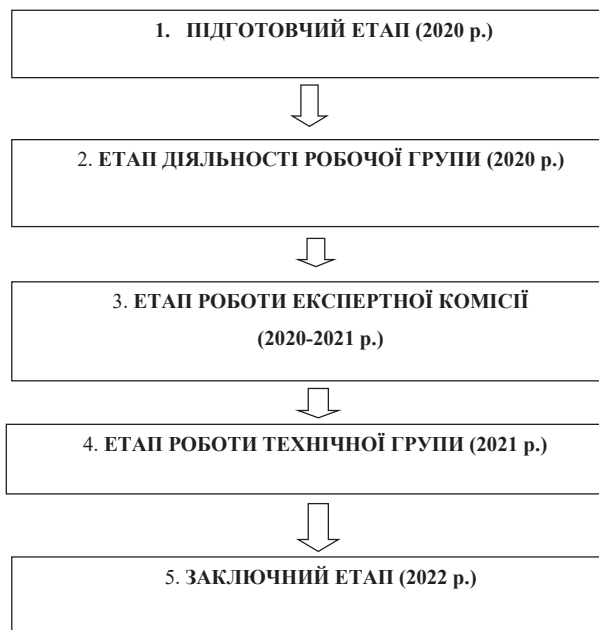 1. ПІДГОТОВЧИЙ ЕТАП (2020 р.)
2. ЕТАП ДІЯЛЬНОСТІ РОБОЧОЇ ГРУПИ (2020 р.)
3. ЕТАП РОБОТИ ЕКСПЕРТНОЇ КОМІСІЇ
(2020-2021 р.)
4. ЕТАП РОБОТИ ТЕХНІЧНОЇ ГРУПИ (2021 р.)
5. ЗАКЛЮЧНИЙ ЕТАП (2022 р.)